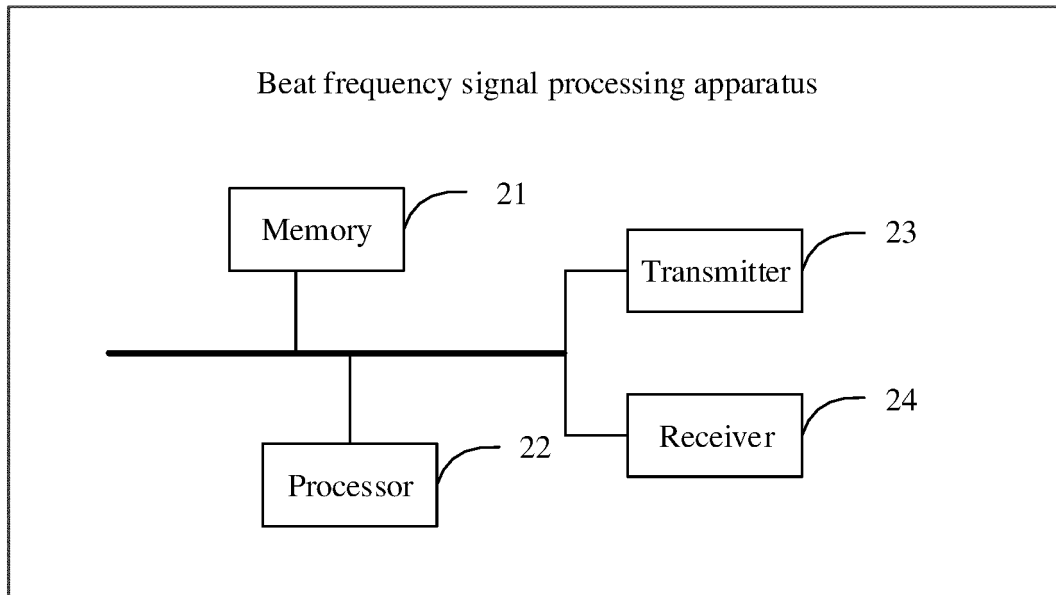 Beat frequency signal processing apparatus
Memory
21
Transmitter
23
Processor
22
Receiver
24